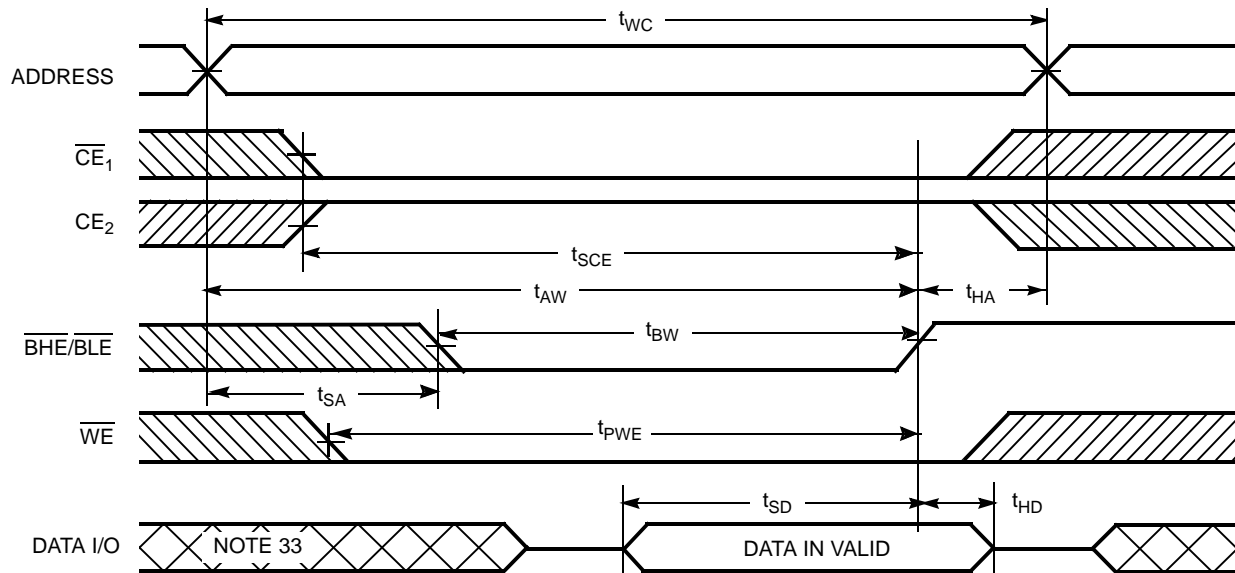 tWC
ADDRESS
CE1
CE2
tSCE
tAW
tHA
BHE/BLE
tBW
tSA
WE
tPWE
tSD
tHD
DATA I/O
NOTE 33
DATA IN VALID